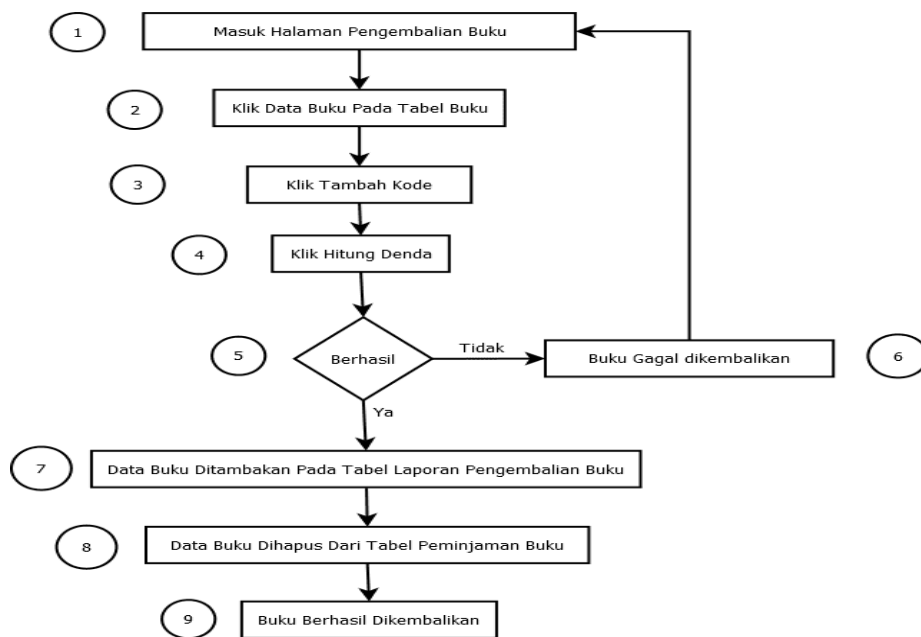 1
Masuk Halaman Pengembalian Buku
2
Klik Data Buku Pada Tabel Buku
3
Klik Tambah Kode
4
Klik Hitung Denda
5
Berhasil
Tidak
Buku Gagal dikembalikan
6
Ya
7
Data Buku Ditambakan Pada Tabel Laporan Pengembalian Buku
8
Data Buku Dihapus Dari Tabel Peminjaman Buku
9
Buku Berhasil Dikembalikan